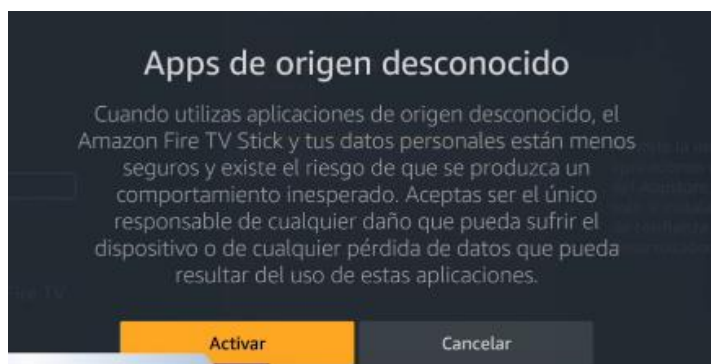 Apps de origen desconocido
Cuando utilizas aplicaciones de origen desconocido, el
Amazon Fire TV Stick y tus datos personales están menos
seguros y existe el riesgo de que se produzca un
comportamiento inesperado. Aceptas ser el único
responsable de cualquier daño que pueda sufrir el
dispositivo o de cualquier pérdida de datos que pueda
resultar del uso de estas aplicaciones.
Fire TV
Activar
Cancelar